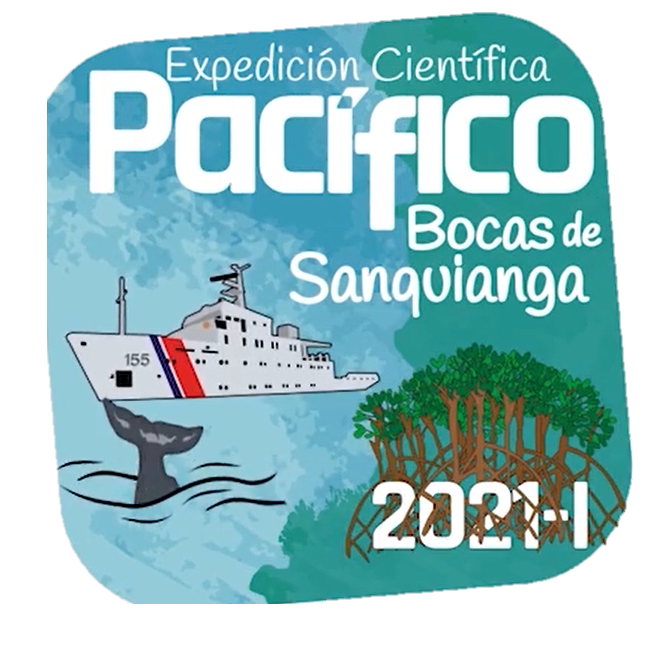 Expedición Científica
Pacífico
Bocas de
Sanquianga
155
2021-I